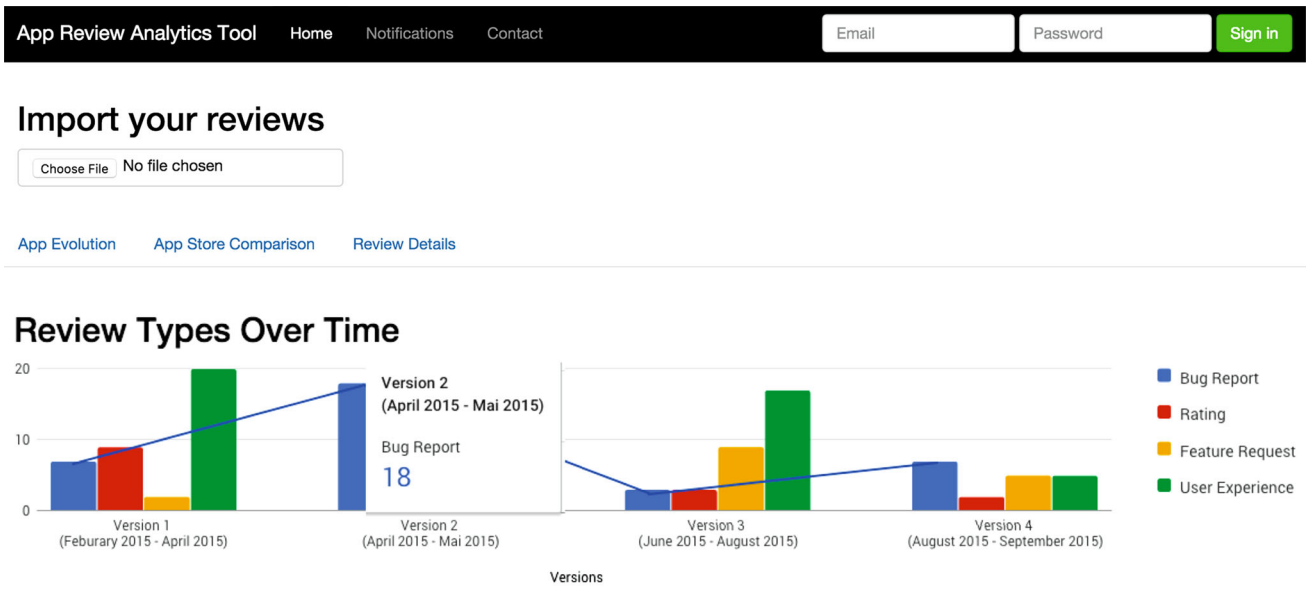 App Review Analytics Tool Home Notifications Contact Email Password Sign in
Import your reviews
Choose File No file chosen
App Evolution App Store Comparison Review Details
Review Types Over Time
20
10
0
Version 2
(April 2015 - Mai 2015)
Bug Report
18
Bug Report
Rating
Feature Request
User Experience
Version 1
(Feburary 2015 - April 2015)
Version 2
(April 2015 - Mai 2015)
Version 3
(June 2015 - August 2015)
Version 4
(August 2015 - September 2015)
Versions